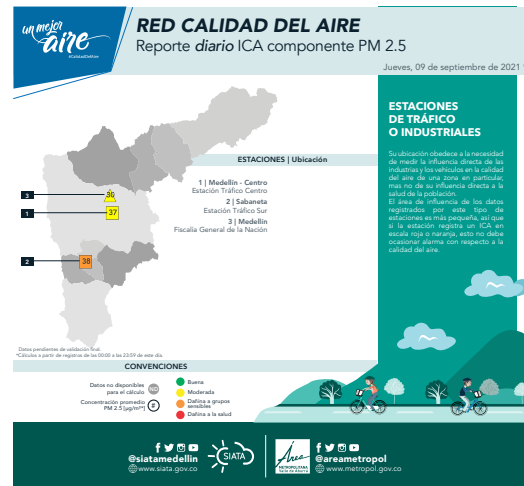 un mejor
aire
#CalidadDelAire
RED CALIDAD DEL AIRE
Reporte diario ICA componente PM 2.5
Jueves, 09 de septiembre de 2021
ESTACIONES
DE TRÁFICO
O INDUSTRIALES
Su ubicación obedece a la necesidad
de medir la influencia directa de las
industrias y los vehículos en la calidad
del aire de una zona en particular,
mas no de su influencia directa a la
salud de la población.
El área de influencia de los datos
registrados por este tipo de
estaciones es más pequeña, así que
si la estación registra un ICA en
escala roja o naranja, esto no debe
ocasionar alarma con respecto a la
calidad del aire.
ESTACIONES | Ubicación
1 | Medellín - Centro
Estación Tráfico Centro
2 | Sabaneta
Estación Tráfico Sur
3 | Medellín
Fiscalía General de la Nación
3
30
1
37
2
38
Datos pendientes de validación final.
*Cálculos a partir de registros de las 00:00 a las 23:59 de este día.
CONVENCIONES
Datos no disponibles
para el cálculo
ND
Concentración promedio
PM 2.5 [µg/m³*]
#
Buena
Moderada
Dañina a grupos
sensibles
Dañina a la salud
@siatamedellin
www.siata.gov.co
SIATA
Área
METROPOLITANA
Valle de Aburrá
@areametropol
www.metropol.gov.co